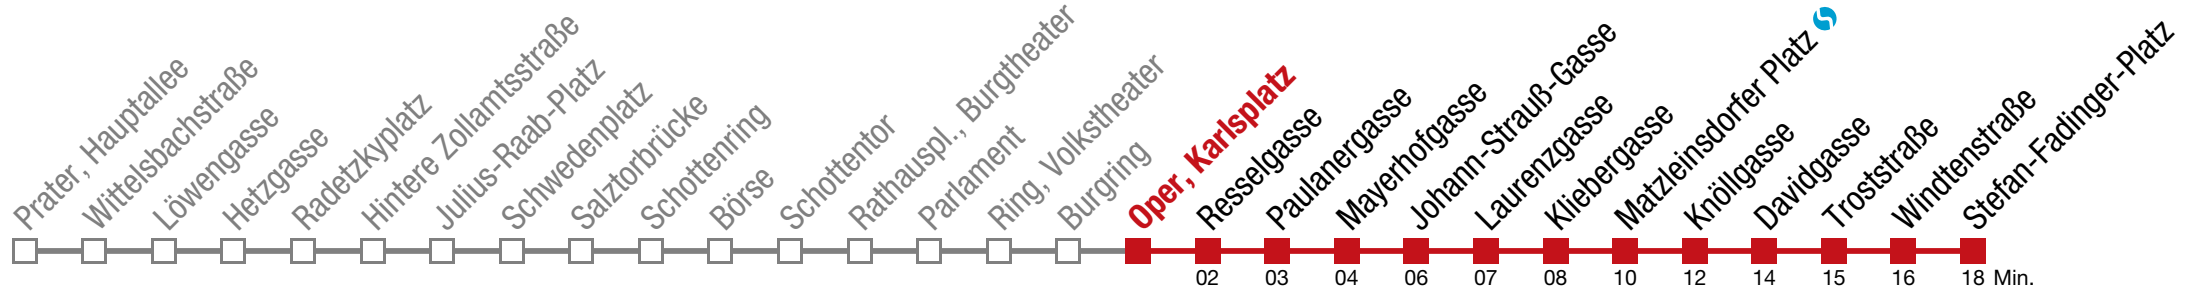 Prater, Hauptallee
Wittelsbachstraße
Löwengasse
Hetzgasse
Radetzkyplatz
Hintere Zollamtsstraße
Julius-Raab-Platz
Schwedenplatz
Salztorbrücke
Schottenring
Börse
Schottentor
Rathauspl., Burgtheater
Parlament
Ring, Volkstheater
Burgring
Oper, Karlsplatz
Resselgasse
Paulanergasse
Mayerhofgasse
Johann-Strauß-Gasse
Laurenzgasse
Kliebergasse
Matzleinsdorfer Platz
Knöllgasse
Davidgasse
Troststraße
Windtenstraße
Stefan-Fadinger-Platz
02 03 04 06 07 08 10 12 14 15 16 18 Min.